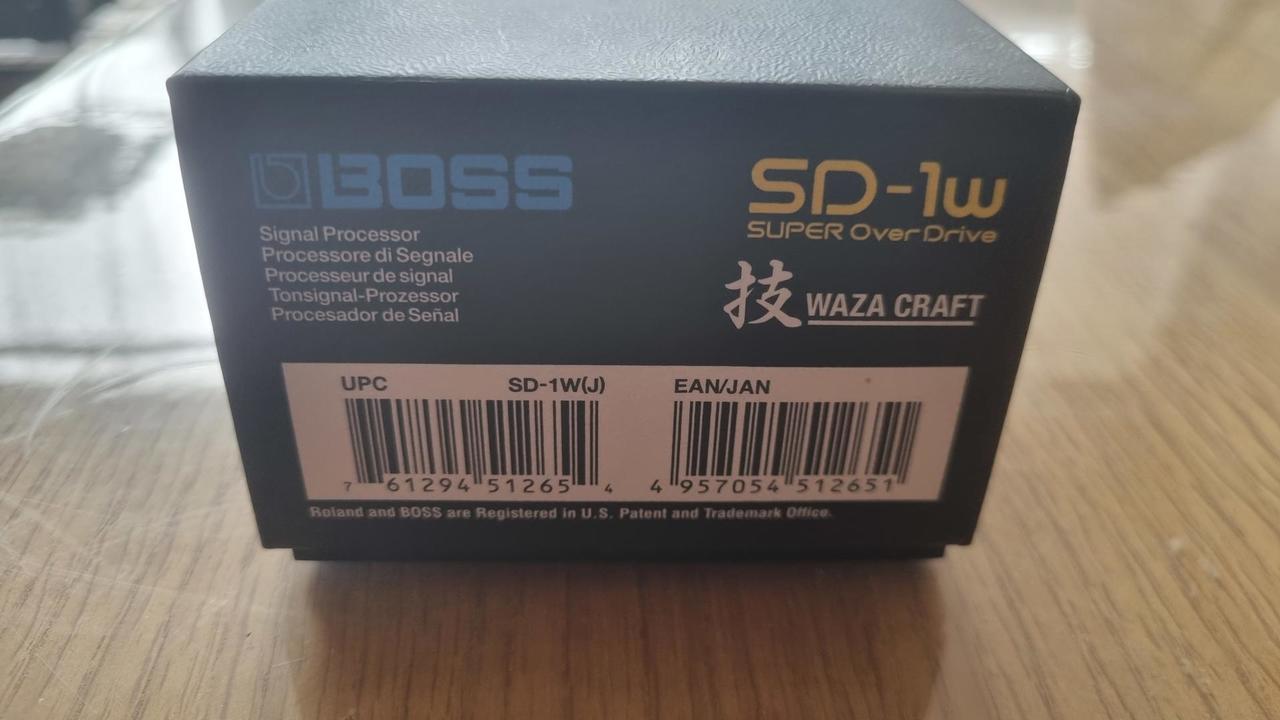 BOSS
Signal Processor
Processore di Segnale
Processeur de signal
Tonsignal-Prozessor
Procesador de Señal
SD-1w
SUPER Over Drive
技 WAZA CRAFT
UPC SD-1W(J) EAN/JAN
7 61294 51265 4 4 957054 512651
Roland and BOSS are Registered in U.S. Patent and Trademark Office.